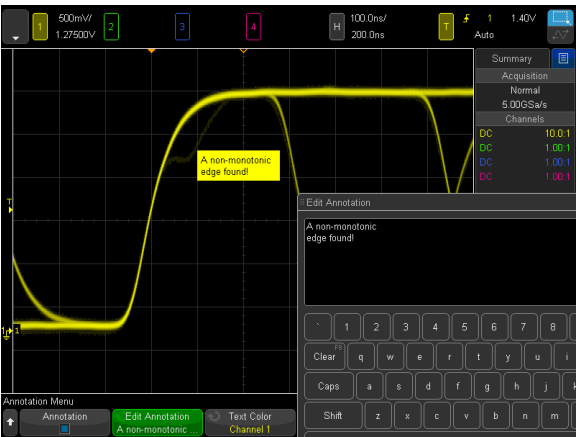 500mV/
1.27500V
1
2
3
4
H
100.0ns/
200.0ns
T
1
1.40V
Auto
Summary
Acquisition
Normal
5.00GSa/s
Channels
DC 10.0:1
DC 1.00:1
DC 1.00:1
DC 1.00:1
T
A non-monotonic
edge found!
Edit Annotation
A non-monotonic
edge found!
1
1
` 1 2 3 4 5 6 7 8
Clear F8 q w e r t y u i
Caps a s d f g h j k
Shift z x c v b n m
Annotation Menu
Annotation
Edit Annotation
A non-monotonic ...
Text Color
Channel 1